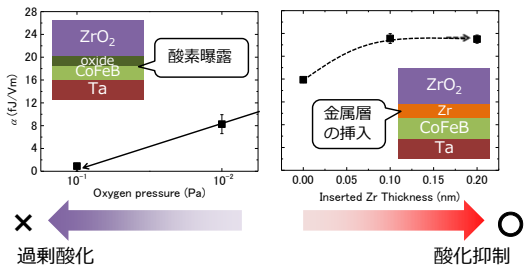 28
24
20
16
12
8
4
0
α (fJ/Vm)
ZrO2
oxide
CoFeB
Ta
酸素曝露
10⁻¹
10⁻²
Oxygen pressure (Pa)
金属層
の挿入
ZrO2
Zr
CoFeB
Ta
0.00
0.05
0.10
0.15
0.20
Inserted Zr Thickness (nm)
×
過剰酸化
酸化抑制
○